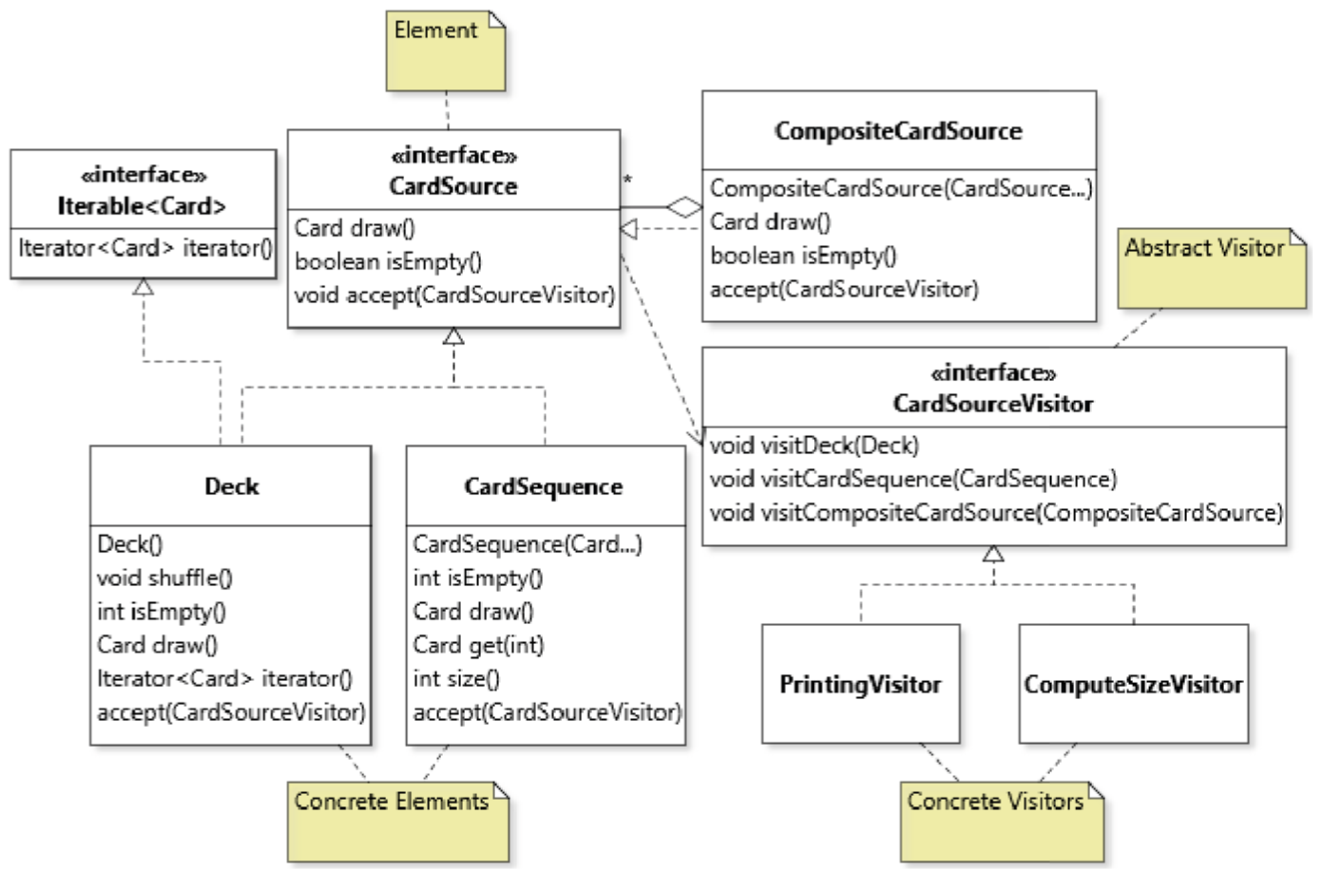 Element
«interface»
Iterable<Card>
Iterator<Card> iterator()
«interface»
CardSource
Card draw()
boolean isEmpty()
void accept(CardSourceVisitor)
*
CompositeCardSource
CompositeCardSource(CardSource...)
Card draw()
boolean isEmpty()
accept(CardSourceVisitor)
Abstract Visitor
«interface»
CardSourceVisitor
void visitDeck(Deck)
void visitCardSequence(CardSequence)
void visitCompositeCardSource(CompositeCardSource)
Deck
Deck()
void shuffle()
int isEmpty()
Card draw()
Iterator<Card> iterator()
accept(CardSourceVisitor)
CardSequence
CardSequence(Card...)
int isEmpty()
Card draw()
Card get(int)
int size()
accept(CardSourceVisitor)
PrintingVisitor
ComputeSizeVisitor
Concrete Elements
Concrete Visitors